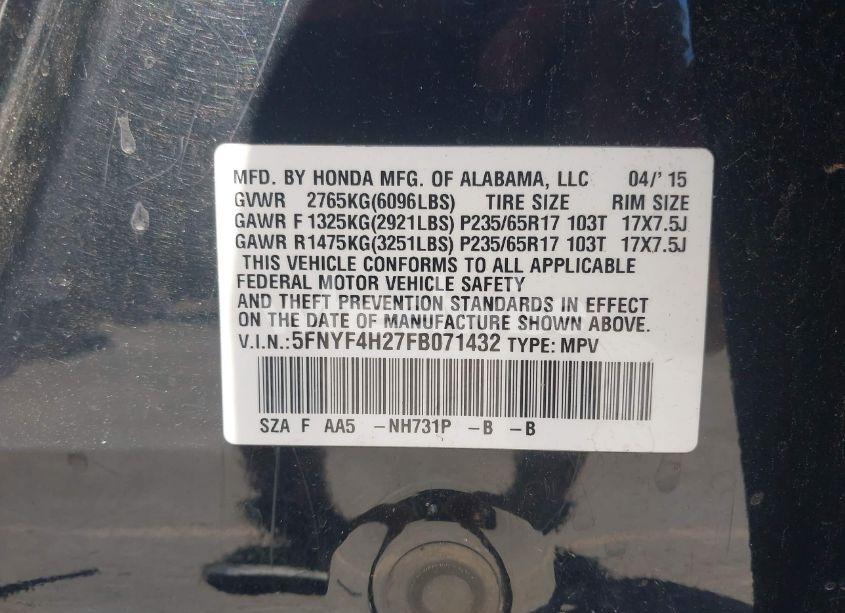 MFD. BY HONDA MFG. OF ALABAMA, LLC 04/'15
GVWR 2765KG(6096LBS) TIRE SIZE RIM SIZE
GAWR F 1325KG(2921LBS) P235/65R17 103T 17X7.5J
GAWR R1475KG(3251LBS) P235/65R17 103T 17X7.5J
THIS VEHICLE CONFORMS TO ALL APPLICABLE
FEDERAL MOTOR VEHICLE SAFETY
AND THEFT PREVENTION STANDARDS IN EFFECT
ON THE DATE OF MANUFACTURE SHOWN ABOVE.
V.I.N.:5FNYF4H27FB071432 TYPE: MPV
SZA F AA5 -NH731P -B -B